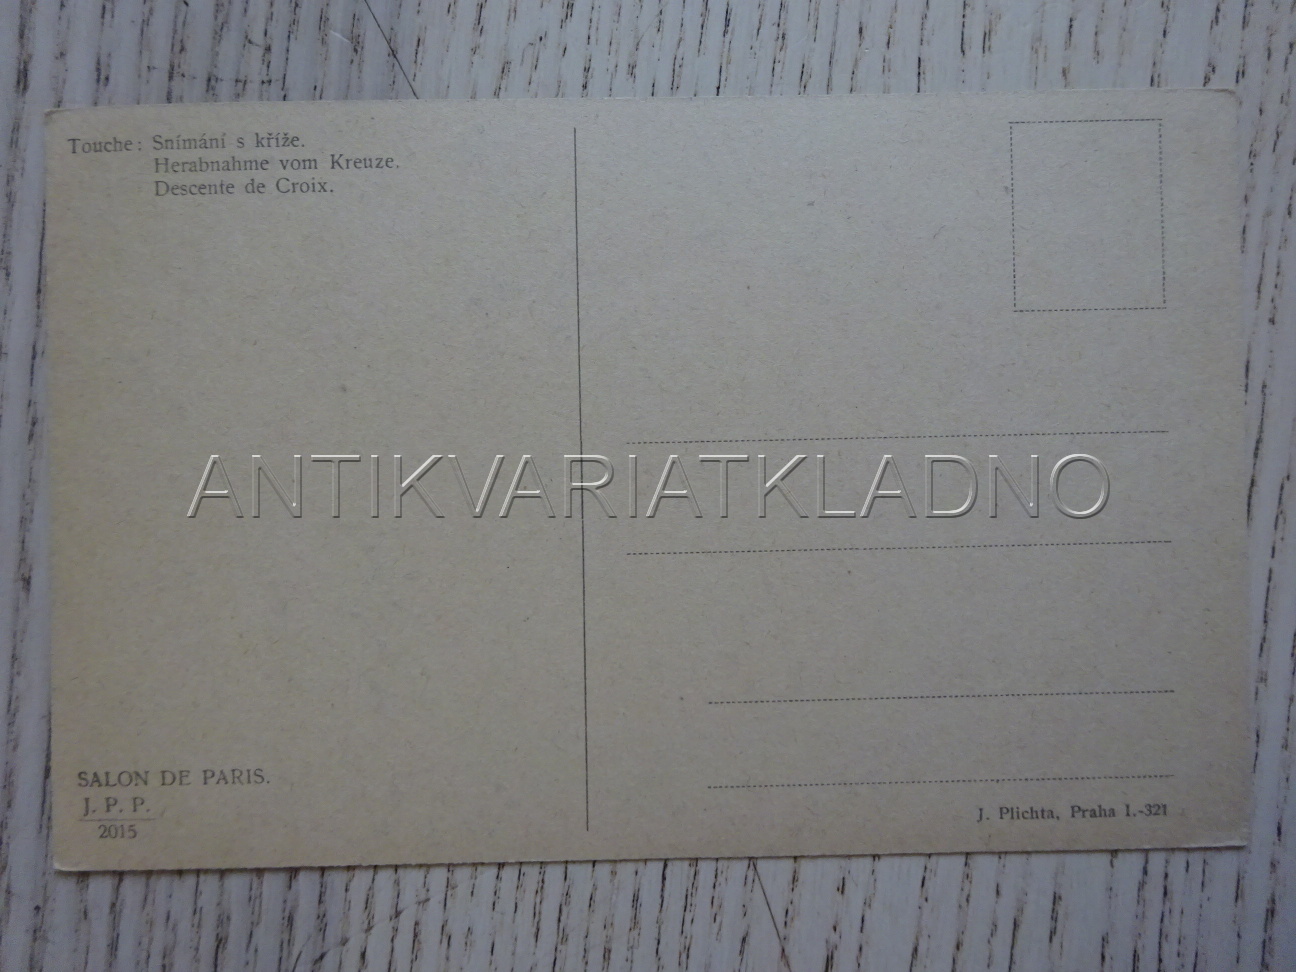 Touche: Snímání s kříže.
Herabnahme vom Kreuze.
Descente de Croix.
ANTIKVARIATKLADNO
SALON DE PARIS.
J. P. P.
2015
J. Plichta, Praha I.-321